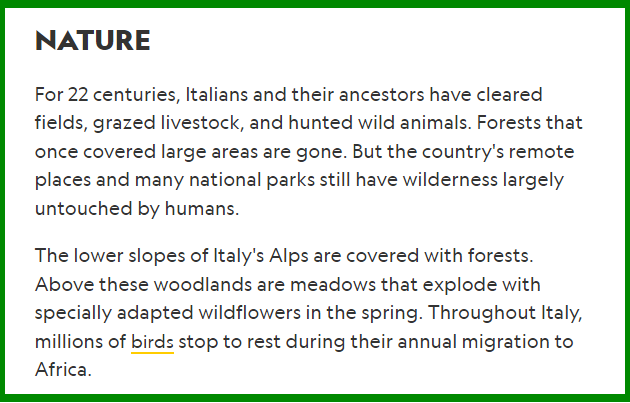 NATURE
For 22 centuries, Italians and their ancestors have cleared
fields, grazed livestock, and hunted wild animals. Forests that
once covered large areas are gone. But the country's remote
places and many national parks still have wilderness largely
untouched by humans.
The lower slopes of Italy's Alps are covered with forests.
Above these woodlands are meadows that explode with
specially adapted wildflowers in the spring. Throughout Italy,
millions of birds stop to rest during their annual migration to
Africa.